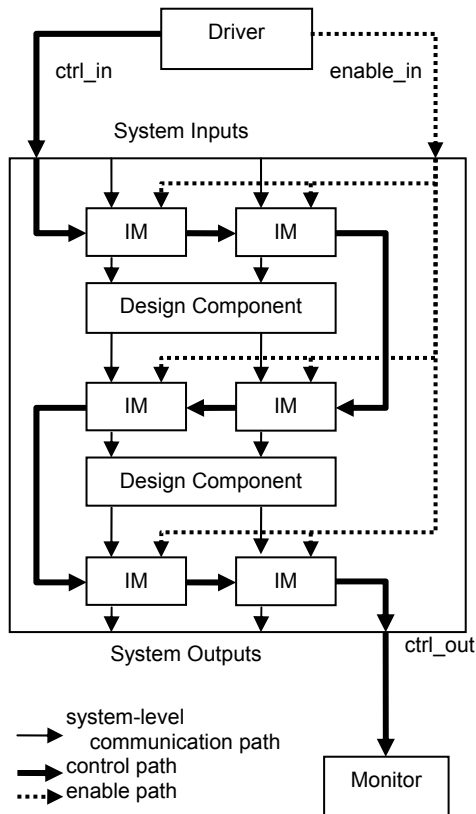 Driver
ctrl_in
enable_in
System Inputs
IM
IM
Design Component
IM
IM
Design Component
IM
IM
System Outputs
ctrl_out
system-level
communication path
control path
enable path
Monitor